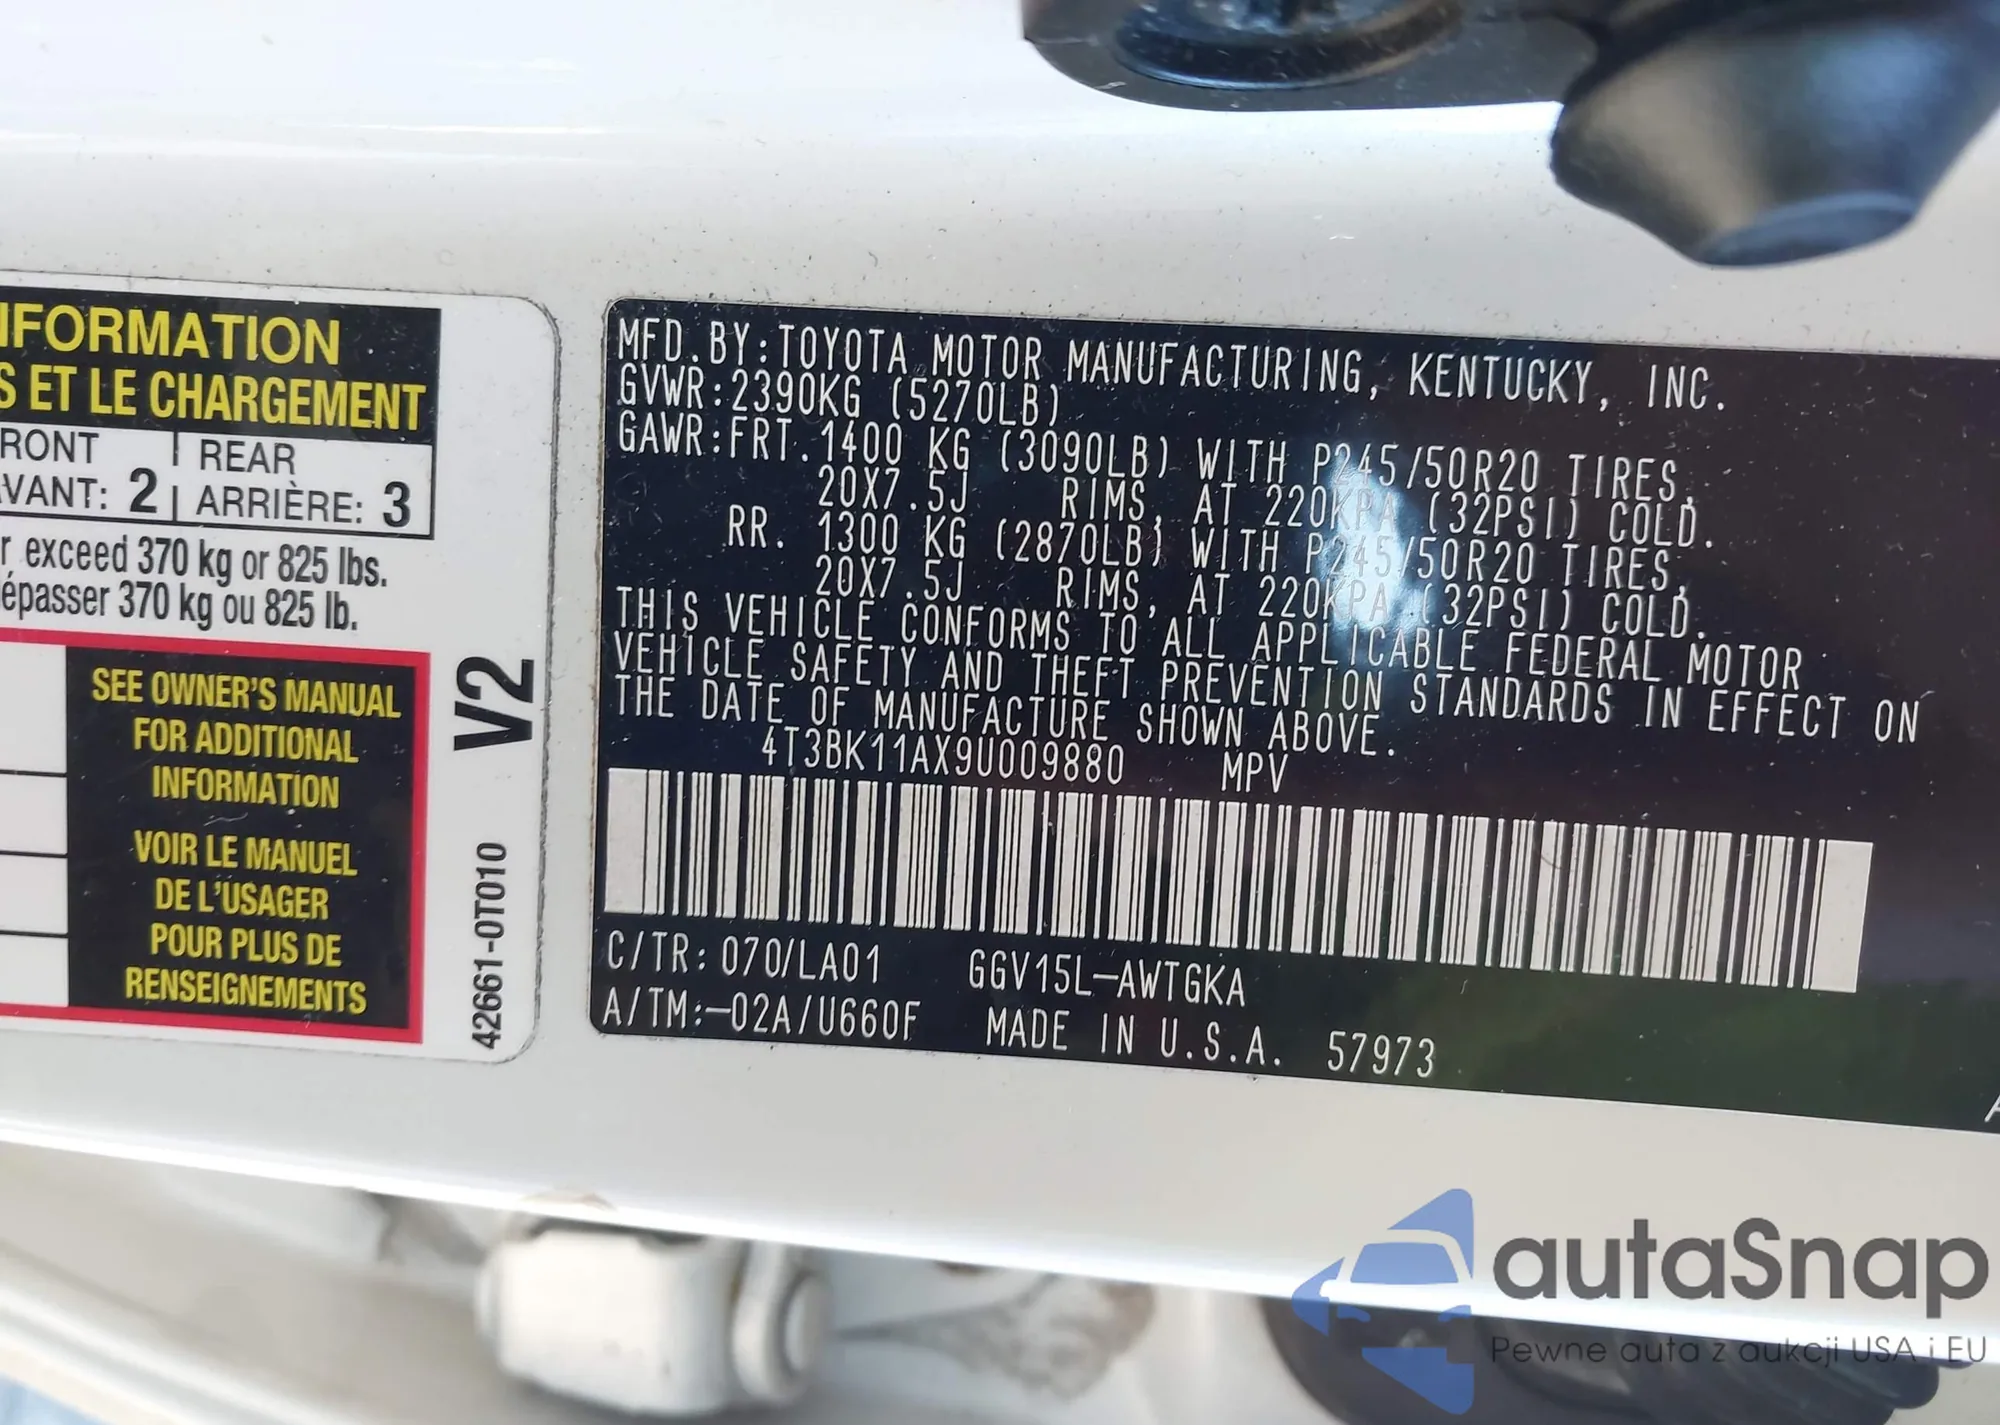 NFORMATION
S ET LE CHARGEMENT
RONT | REAR
VANT: 2 | ARRIÈRE: 3
r exceed 370 kg or 825 lbs.
épasser 370 kg ou 825 lb.
SEE OWNER'S MANUAL
FOR ADDITIONAL
INFORMATION
VOIR LE MANUEL
DE L'USAGER
POUR PLUS DE
RENSEIGNEMENTS
V2
42661-0T010
MFD.BY:TOYOTA MOTOR MANUFACTURING, KENTUCKY, INC.
GVWR:2390KG (5270LB)
GAWR:FRT. 1400 KG (3090LB) WITH P245/50R20 TIRES,
20X7.5J RIMS, AT 220KPA (32PSI) COLD.
RR. 1300 KG (2870LB) WITH P245/50R20 TIRES,
20X7.5J RIMS, AT 220KPA (32PSI) COLD.
THIS VEHICLE CONFORMS TO ALL APPLICABLE FEDERAL MOTOR
VEHICLE SAFETY AND THEFT PREVENTION STANDARDS IN EFFECT ON
THE DATE OF MANUFACTURE SHOWN ABOVE.
4T3BK11AX9U009880 MPV
C/TR: 070/LA01 GGV15L-AWTGKA
A/TM:-02A/U660F MADE IN U.S.A. 57973
autaSnap
Pewne auta z aukcji USA i EU